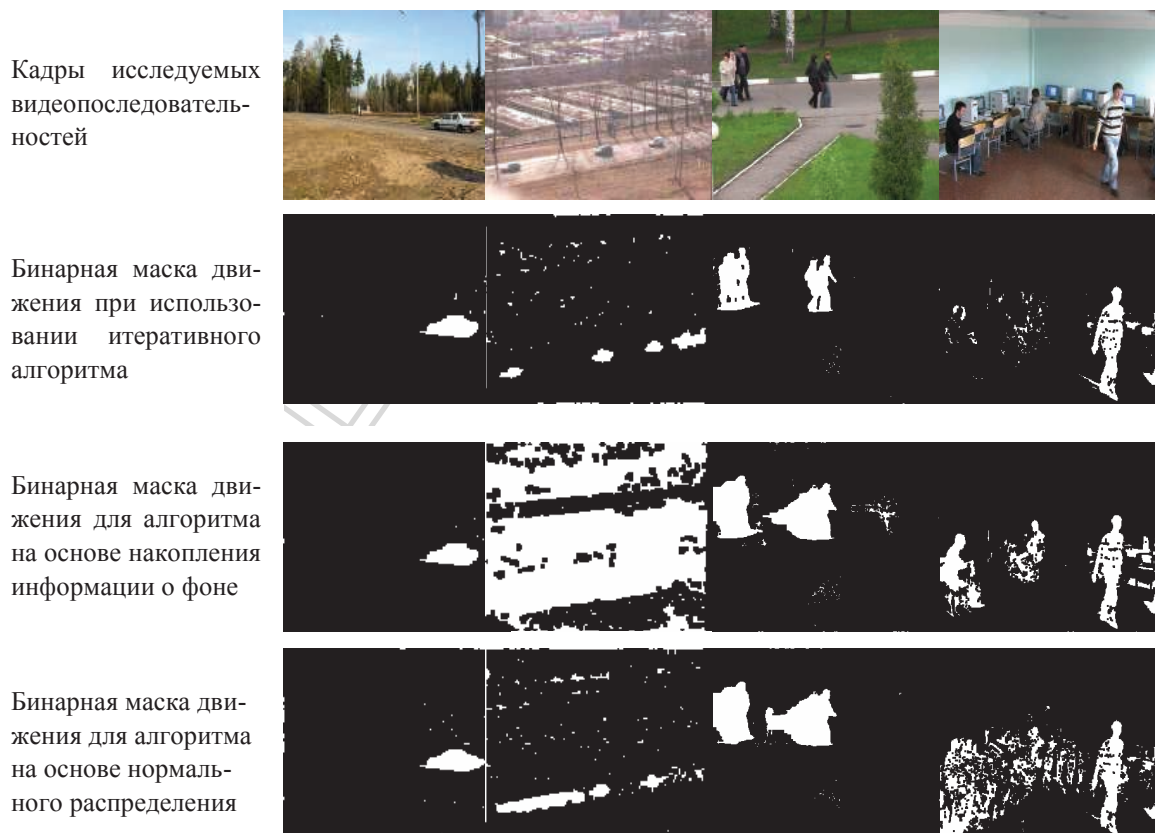 Кадры исследуемых
видеопоследователь-
ностей
Бинарная маска дви-
жения при использо-
вании итеративного
алгоритма
Бинарная маска дви-
жения для алгоритма
на основе накопления
информации о фоне
Бинарная маска дви-
жения для алгоритма
на основе нормаль-
ного распределения